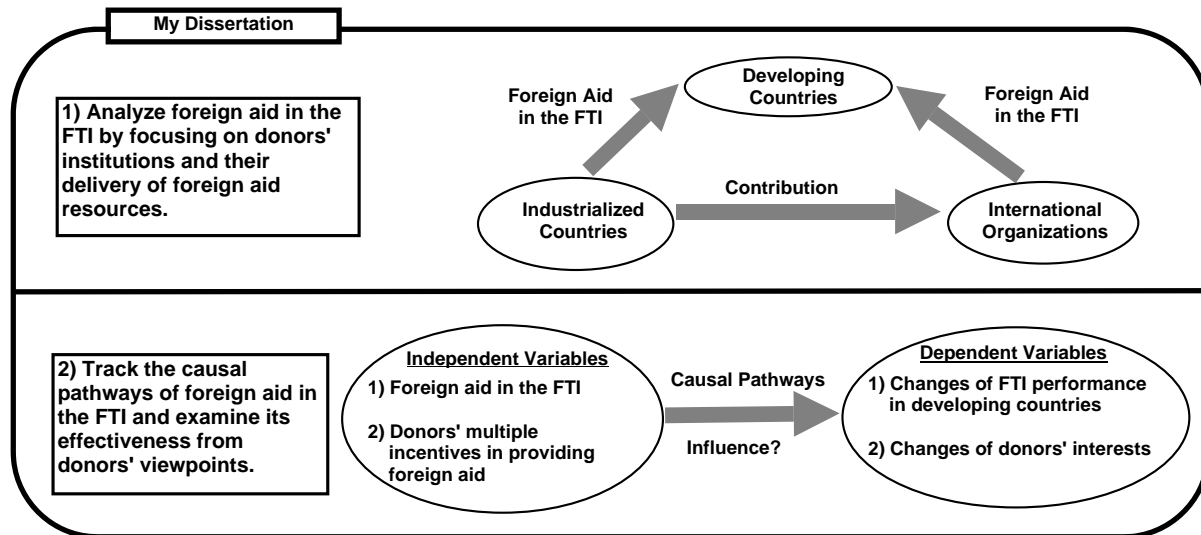 My Dissertation
1) Analyze foreign aid in the
FTI by focusing on donors'
institutions and their
delivery of foreign aid
resources.
Developing
Countries
Foreign Aid
in the FTI
Foreign Aid
in the FTI
Contribution
Industrialized
Countries
International
Organizations
2) Track the causal
pathways of foreign aid in
the FTI and examine its
effectiveness from
donors' viewpoints.
Independent Variables
1) Foreign aid in the FTI
2) Donors' multiple
incentives in providing
foreign aid
Causal Pathways
Influence?
Dependent Variables
1) Changes of FTI performance
in developing countries
2) Changes of donors' interests